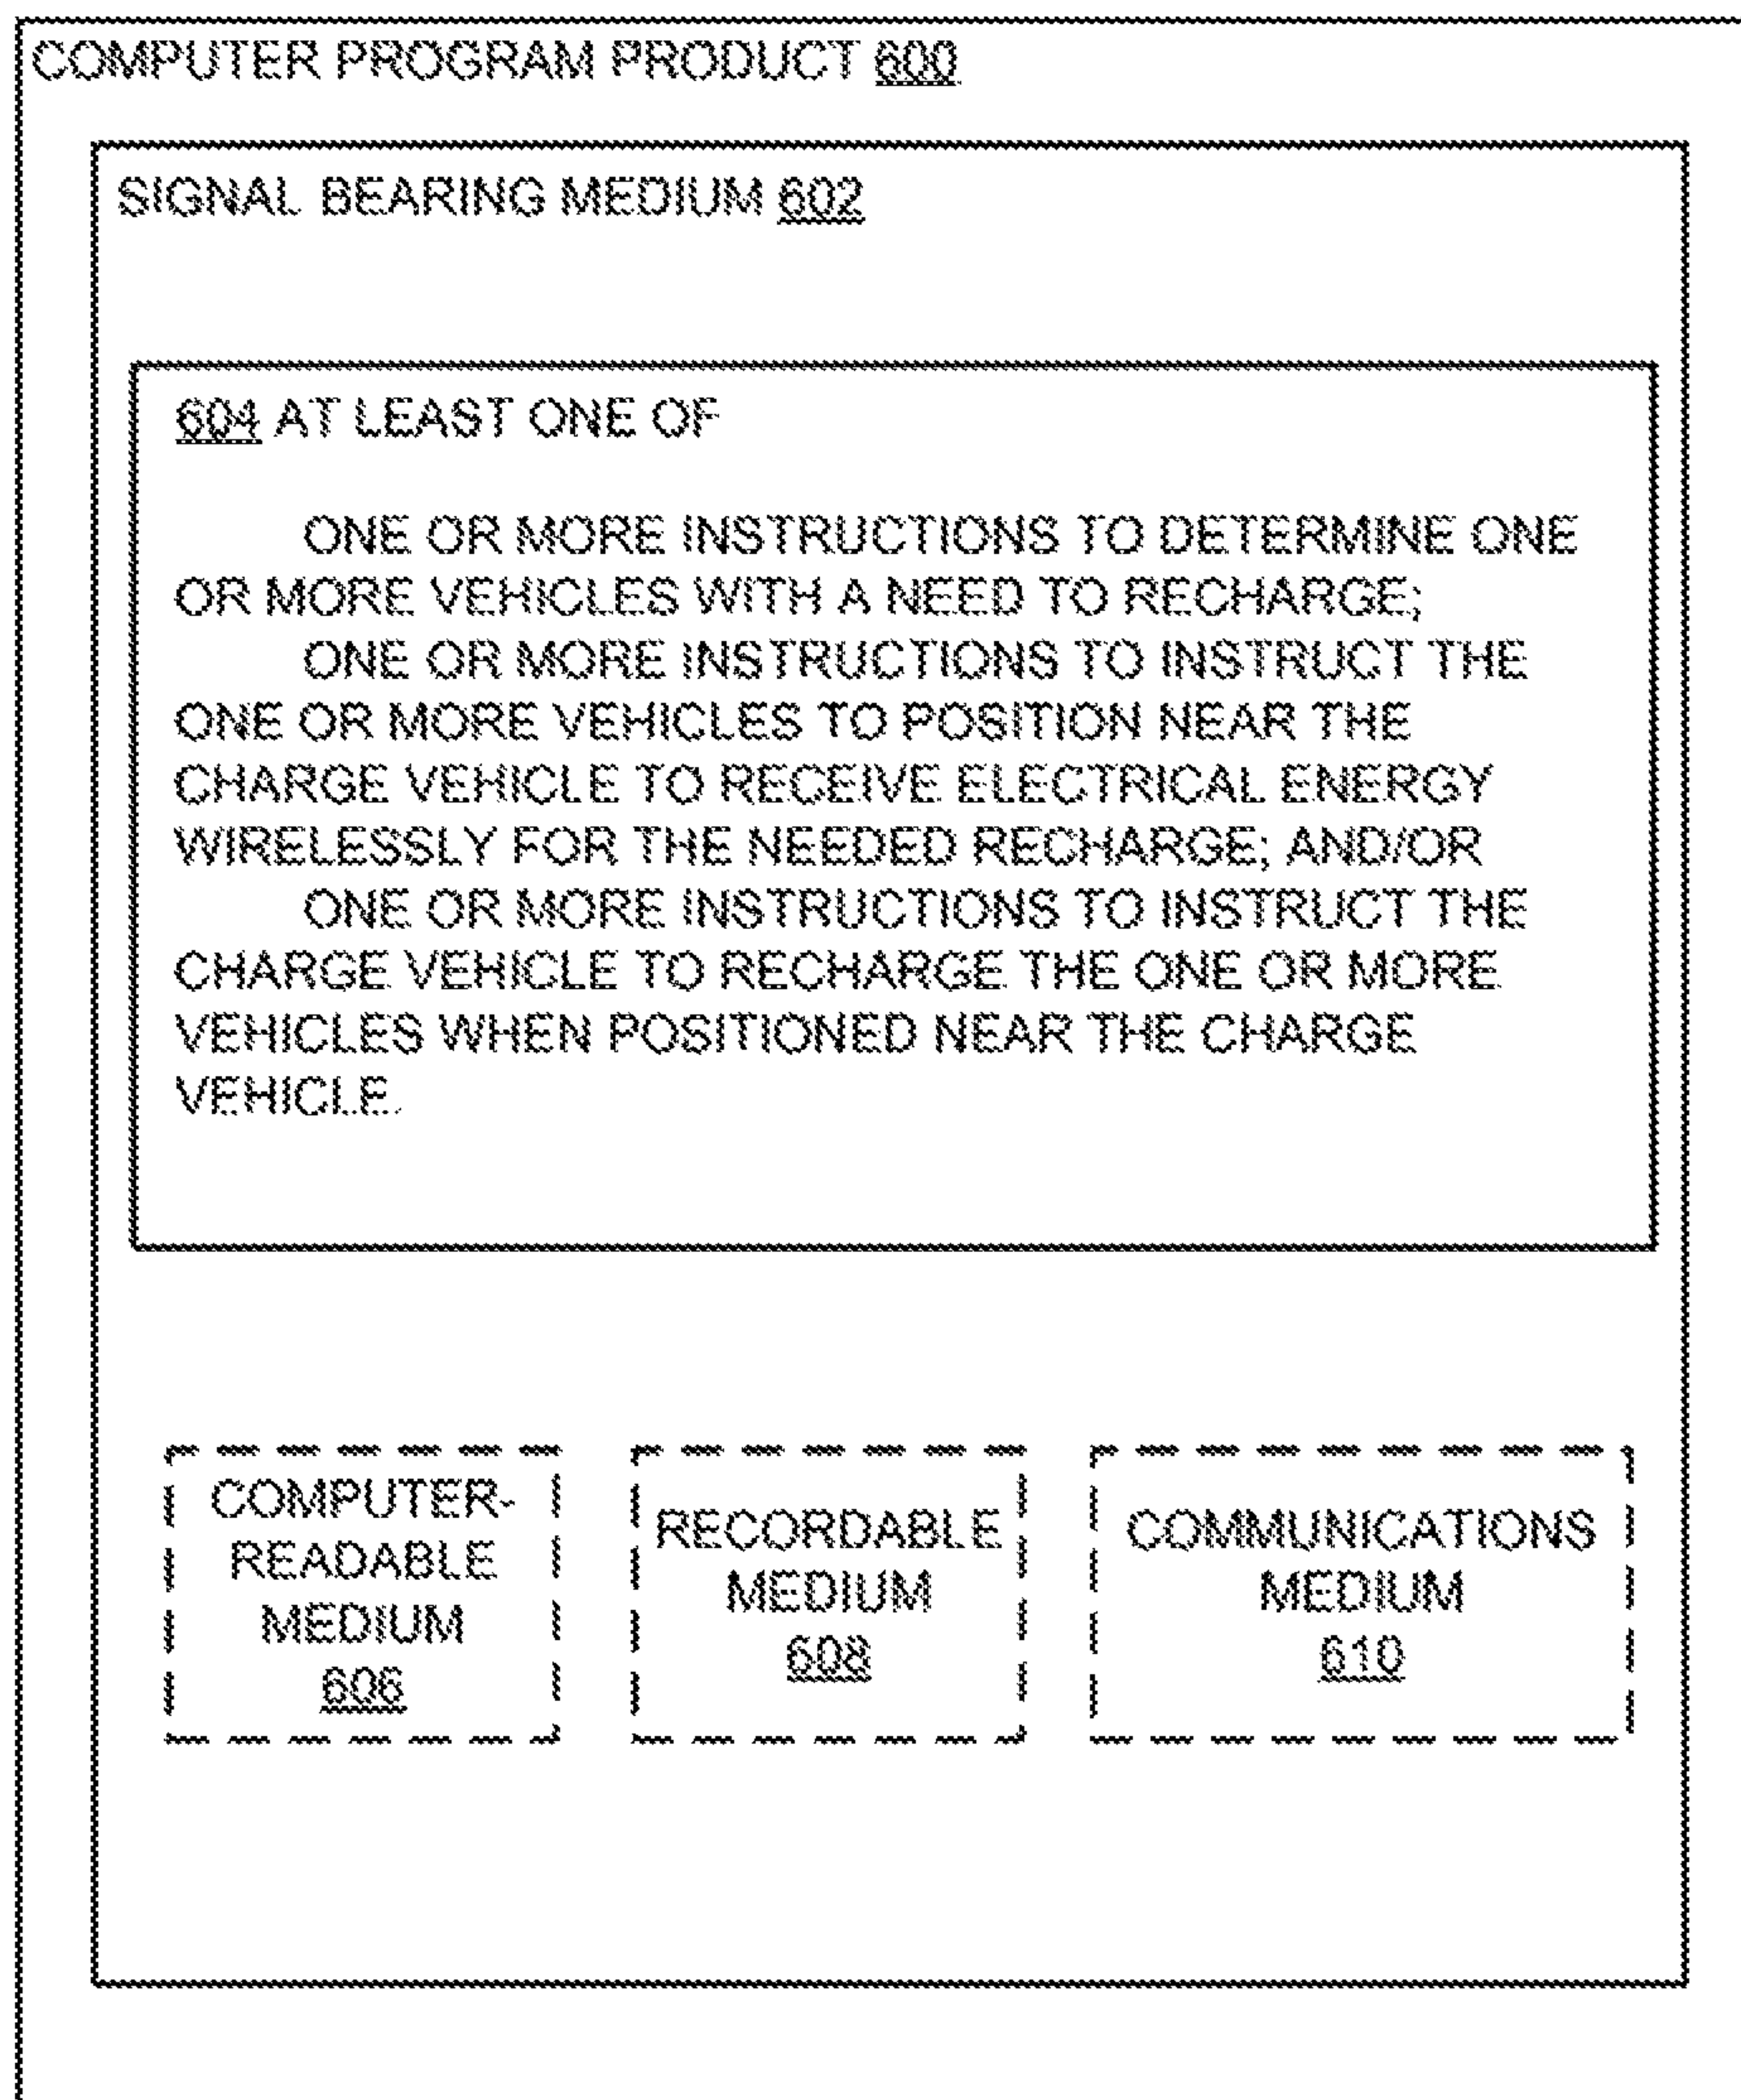 COMPUTER PROGRAM PRODUCT 600
SIGNAL BEARING MEDIUM 602
604 AT LEAST ONE OF
ONE OR MORE INSTRUCTIONS TO DETERMINE ONE
OR MORE VEHICLES WITH A NEED TO RECHARGE;
ONE OR MORE INSTRUCTIONS TO INSTRUCT THE
ONE OR MORE VEHICLES TO POSITION NEAR THE
CHARGE VEHICLE TO RECEIVE ELECTRICAL ENERGY
WIRELESSLY FOR THE NEEDED RECHARGE; AND/OR
ONE OR MORE INSTRUCTIONS TO INSTRUCT THE
CHARGE VEHICLE TO RECHARGE THE ONE OR MORE
VEHICLES WHEN POSITIONED NEAR THE CHARGE
VEHICLE.
COMPUTER-
READABLE
MEDIUM
606
RECORDABLE
MEDIUM
608
COMMUNICATIONS
MEDIUM
610